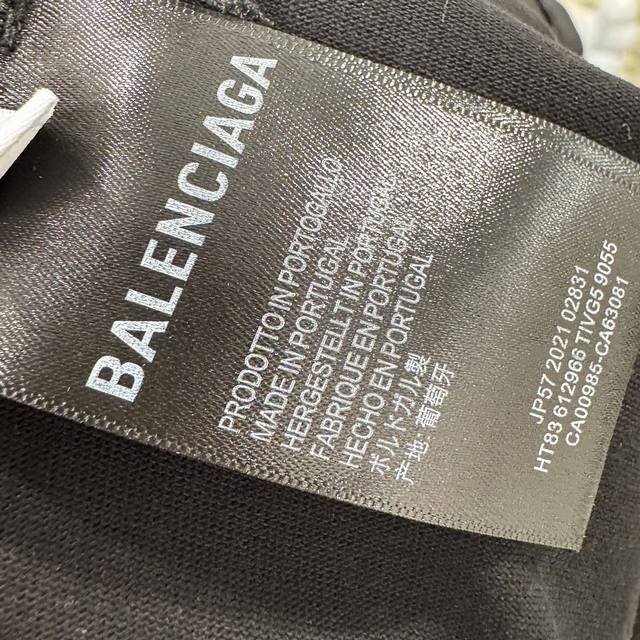 BALENCIAGA
PRODOTTO IN PORTOGALLO
MADE IN PORTUGAL
HERGESTELLT IN PORTUGAL
FABRIQUE EN PORTUGAL
HECHO EN PORTUGAL
ポルトガル製
产地: 葡萄牙
JP57 2021 02831
HT83 612966 TIVG5 9055
CA00985-CA63081